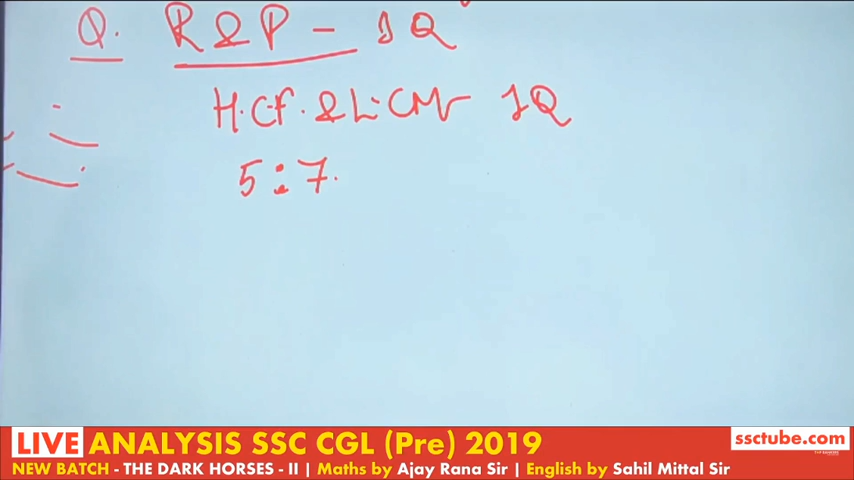 Q. R & P - 1Q
H.C.F. & L.CM 1Q
5:7.
LIVE ANALYSIS SSC CGL (Pre) 2019
ssctube.com
NEW BATCH - THE DARK HORSES - II | Maths by Ajay Rana Sir | English by Sahil Mittal Sir